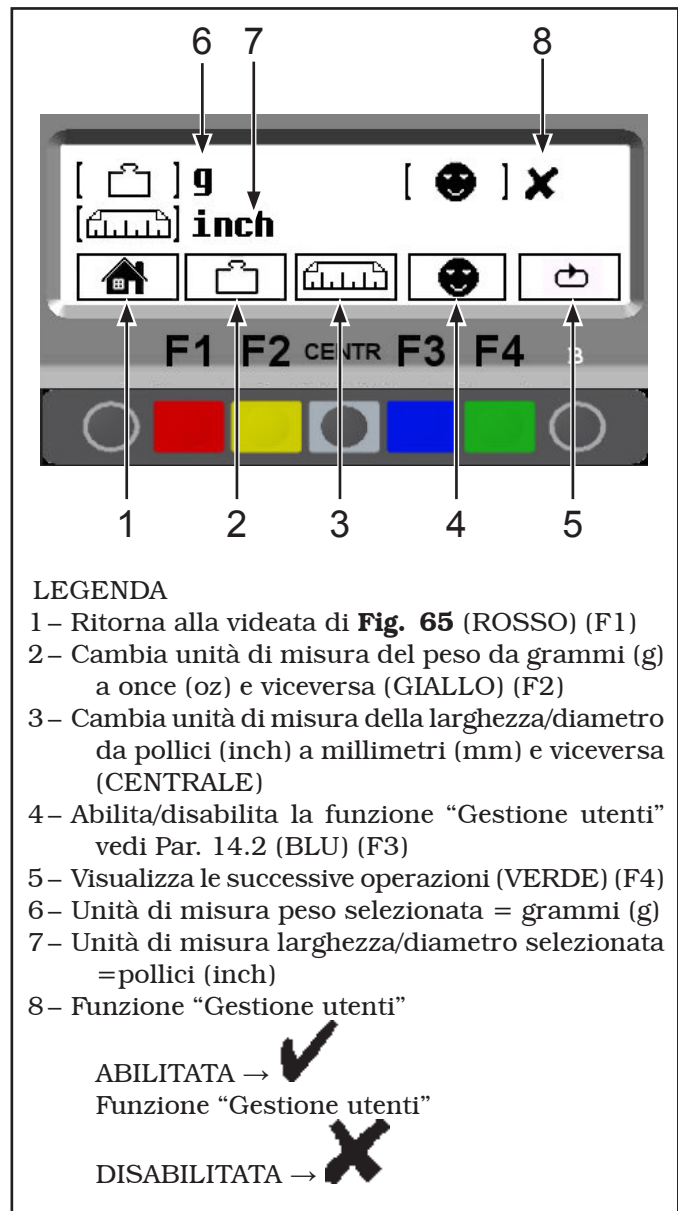 6 7 8
[ ] g [ ] ✘
[ ] inch
F1 F2 CENTR F3 F4 B
1 2 3 4 5
LEGENDA
1 – Ritorna alla videata di Fig. 65 (ROSSO) (F1)
2 – Cambia unità di misura del peso da grammi (g)
a once (oz) e viceversa (GIALLO) (F2)
3 – Cambia unità di misura della larghezza/diametro
da pollici (inch) a millimetri (mm) e viceversa
(CENTRALE)
4 – Abilita/disabilita la funzione “Gestione utenti”
vedi Par. 14.2 (BLU) (F3)
5 – Visualizza le successive operazioni (VERDE) (F4)
6 – Unità di misura peso selezionata = grammi (g)
7 – Unità di misura larghezza/diametro selezionata
=pollici (inch)
8 – Funzione “Gestione utenti”
ABILITATA → ✔
Funzione “Gestione utenti”
DISABILITATA → ✘